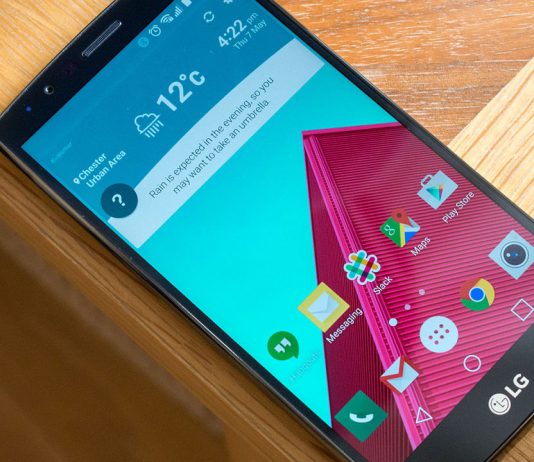 4:22 pm
Thu 7 May
12°c
Chester
Urban Area
Rain is expected in the evening, so you
may want to take an umbrella.
?
Play Store
Maps
Slack
Messaging
Hangouts
LG